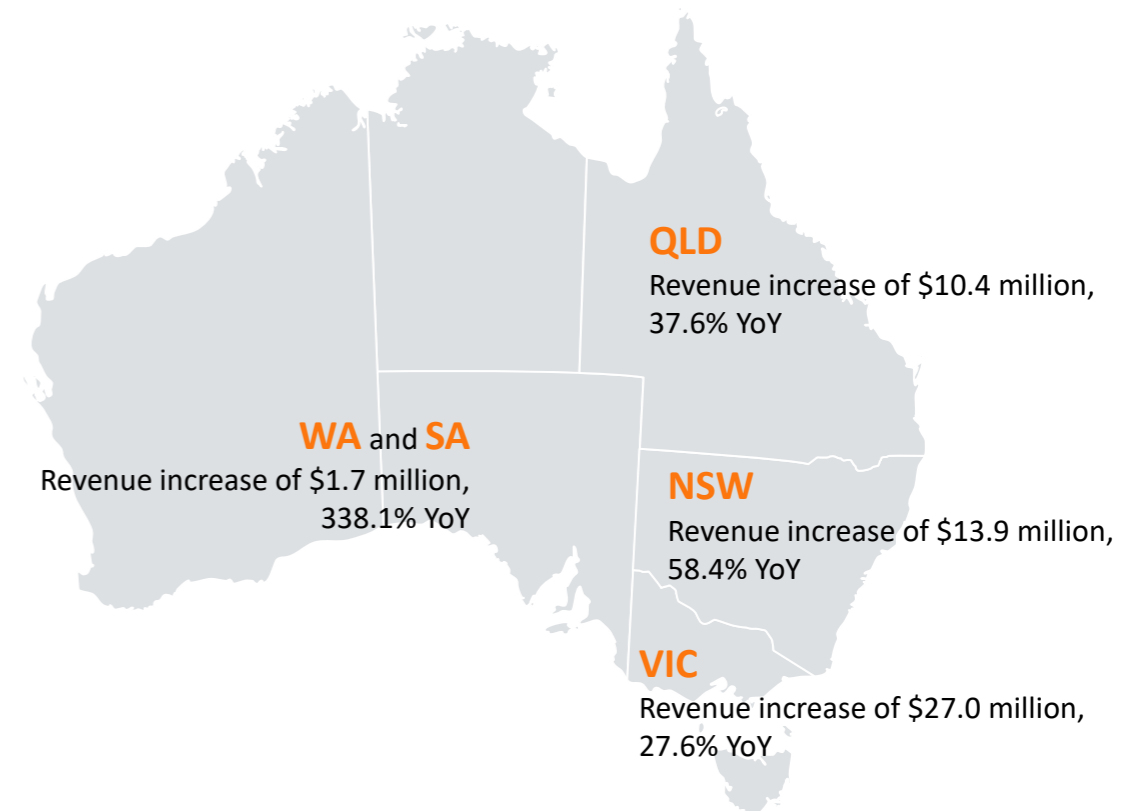 QLD
Revenue increase of $10.4 million,
37.6% YoY
WA and SA
Revenue increase of $1.7 million,
338.1% YoY
NSW
Revenue increase of $13.9 million,
58.4% YoY
VIC
Revenue increase of $27.0 million,
27.6% YoY